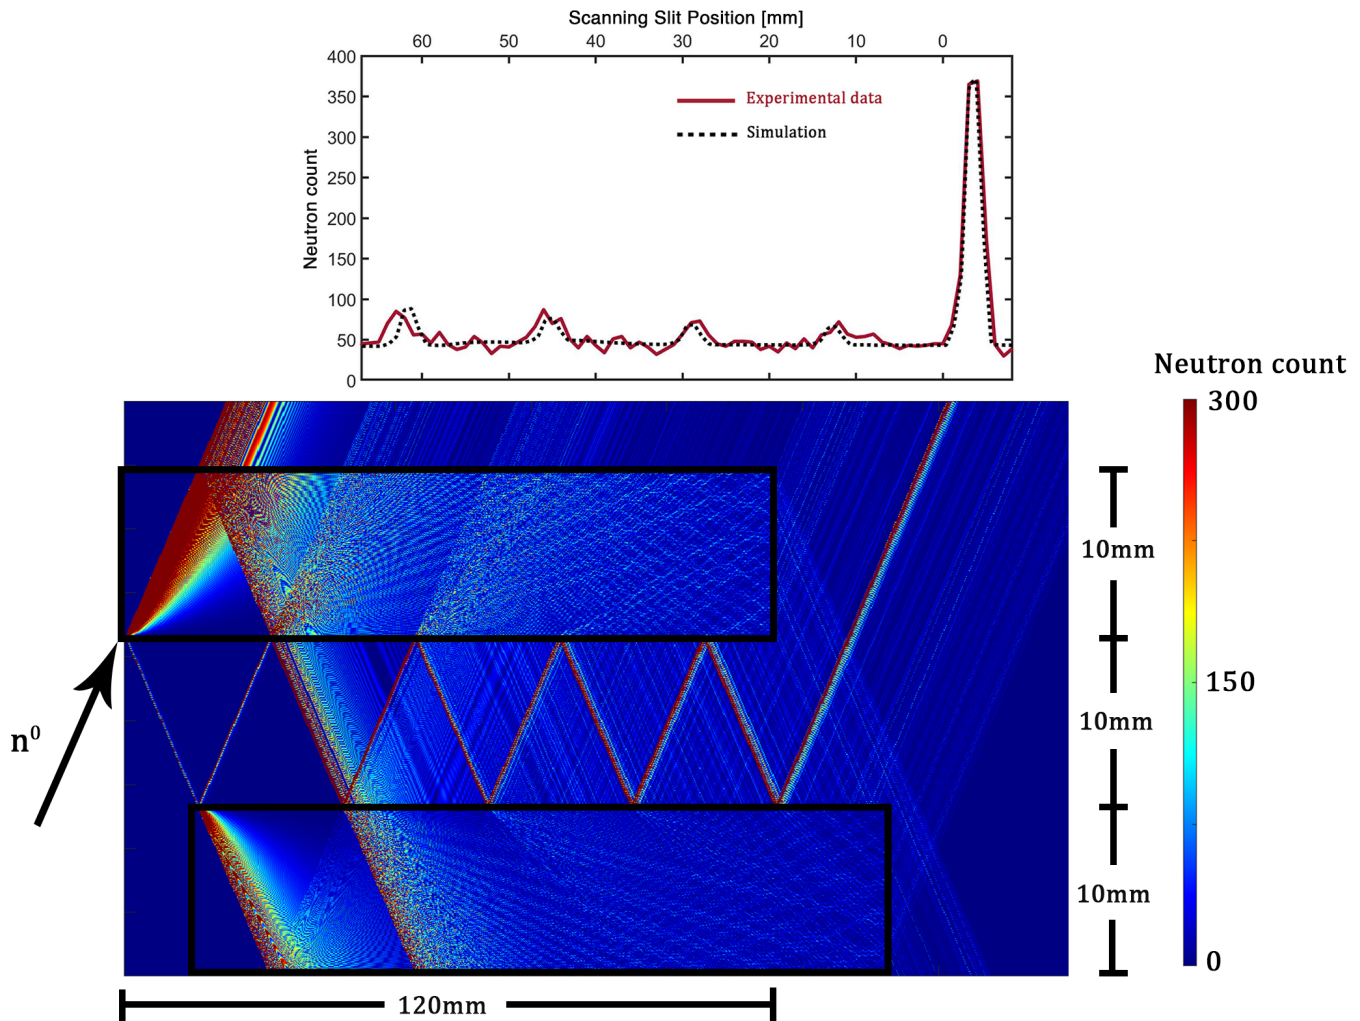 Scanning Slit Position [mm]
60 50 40 30 20 10 0
400
350
300
250
200
150
100
50
0
Neutron count
Experimental data
Simulation
Neutron count
300
150
0
10mm
10mm
10mm
n⁰
120mm